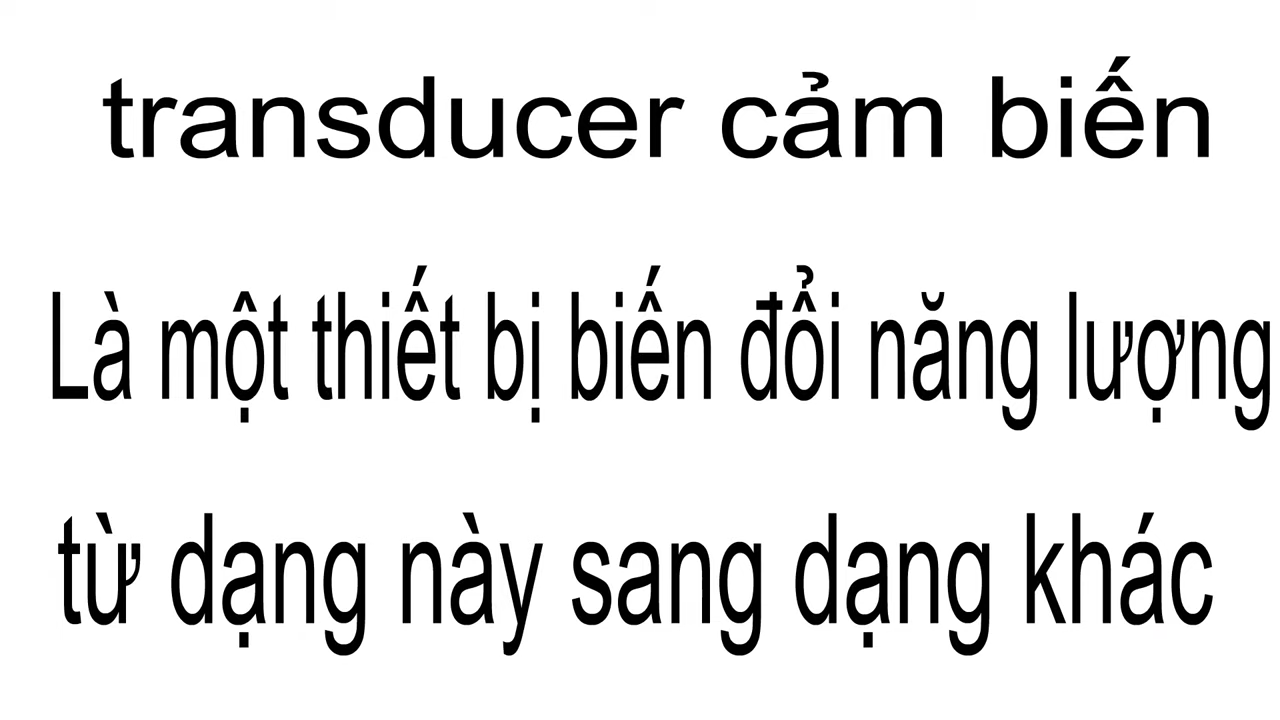 transducer cảm biến
Là một thiết bị biến đổi năng lượng
từ dạng này sang dạng khác